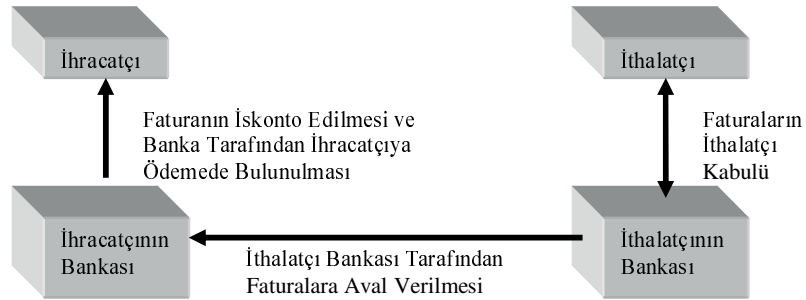 İhracatçı
İthalatçı
Faturanın İskonto Edilmesi ve
Banka Tarafından İhracatçıya
Ödemede Bulunulması
Faturaların
İthalatçı
Kabulü
İhracatçının
Bankası
İthalatçı Bankası Tarafından
Faturalara Aval Verilmesi
İthalatçının
Bankası